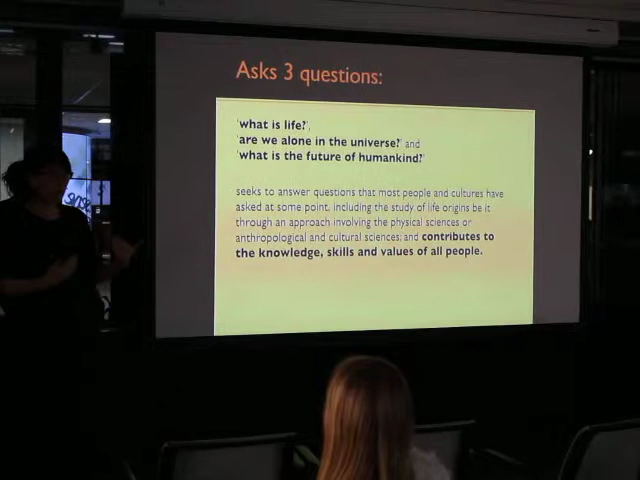 Asks 3 questions:
'what is life?',
'are we alone in the universe?' and
'what is the future of humankind?'
seeks to answer questions that most people and cultures have
asked at some point, including the study of life origins be it
through an approach involving the physical sciences or
anthropological and cultural sciences; and contributes to
the knowledge, skills and values of all people.